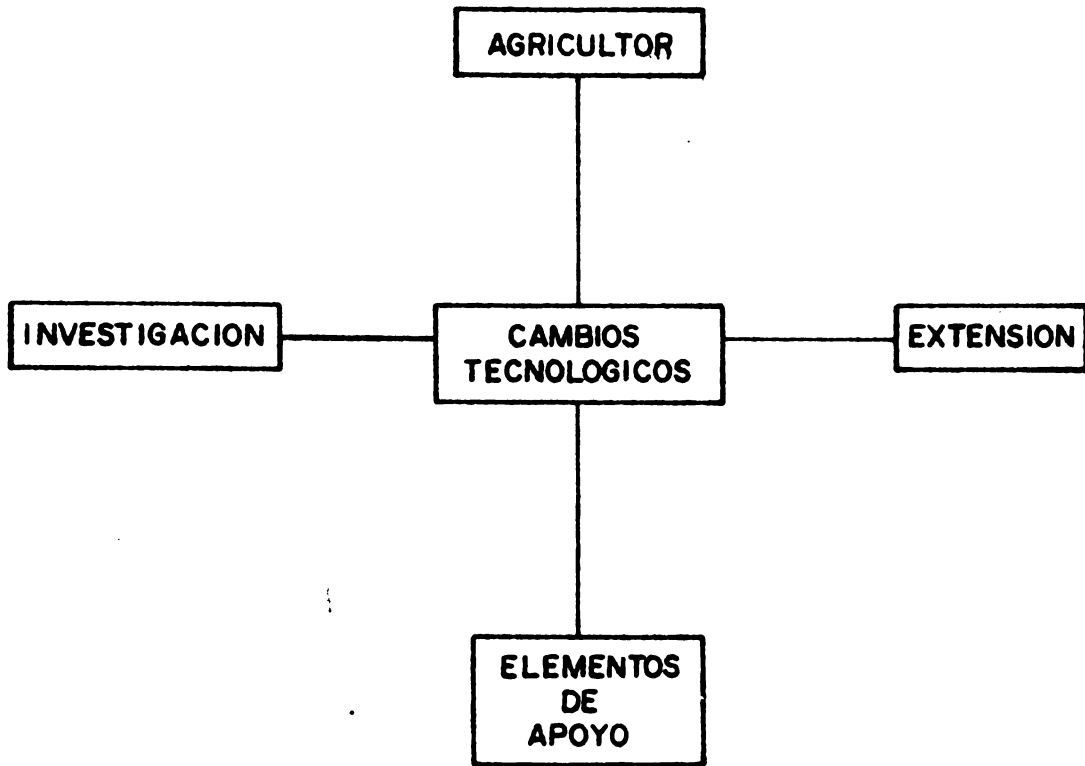 AGRICULTOR
INVESTIGACION
CAMBIOS
TECNOLOGICOS
EXTENSION
ELEMENTOS
DE
APOYO